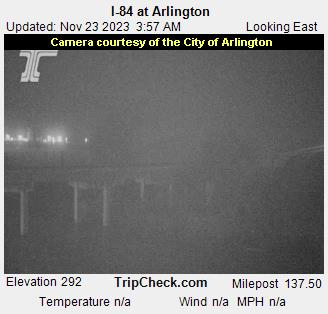 I-84 at Arlington
Updated: Nov 23 2023 3:57 AM Looking East
Camera courtesy of the City of Arlington
Elevation 292 TripCheck.com Milepost 137.50
Temperature n/a Wind n/a MPH n/a